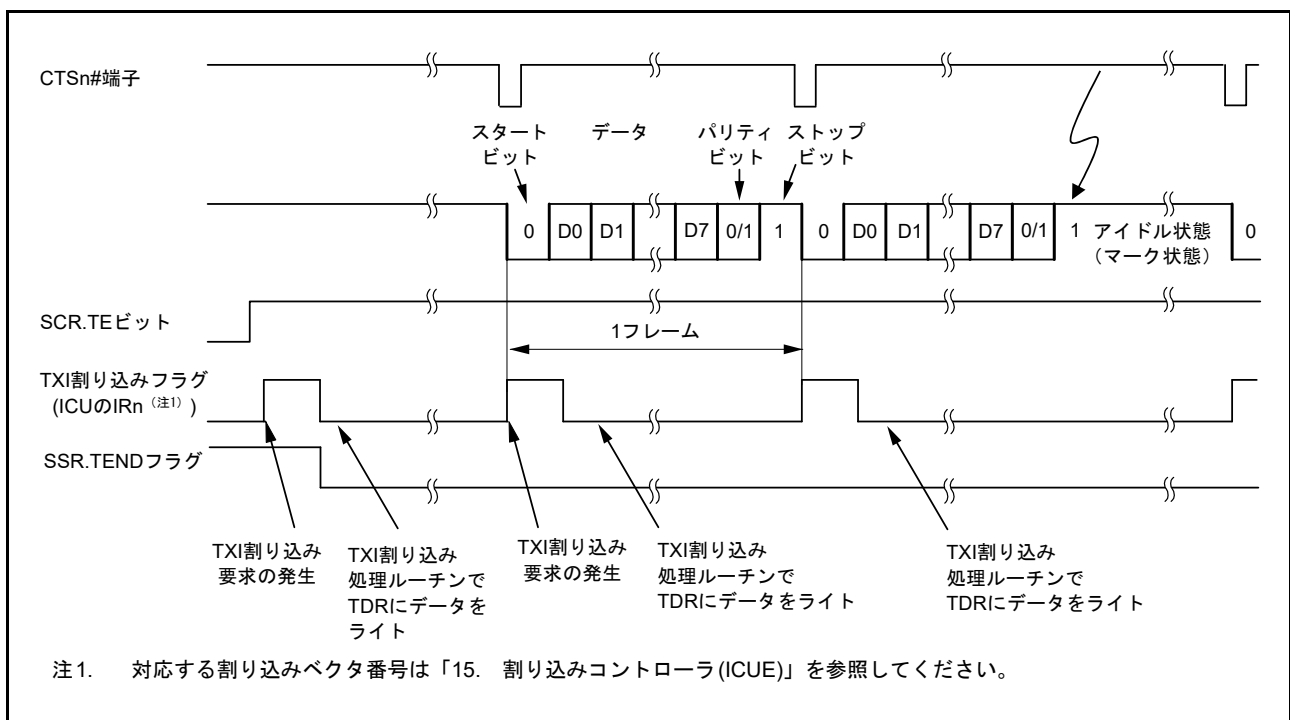 CTSn#端子
スタート
ビット
データ
パリティ
ビット
ストップ
ビット
0 D0 D1 D7 0/1 1 0 D0 D1 D7 0/1 1 アイドル状態
（マーク状態）
0
SCR.TEビット
1フレーム
TXI割り込みフラグ
(ICUのIRn（注1）)
SSR.TENDフラグ
TXI割り込み
要求の発生
TXI割り込み
処理ルーチンで
TDRにデータを
ライト
TXI割り込み
要求の発生
TXI割り込み
処理ルーチンで
TDRにデータをライト
TXI割り込み
処理ルーチンで
TDRにデータをライト
注1. 対応する割り込みベクタ番号は「15. 割り込みコントローラ(ICUE)」を参照してください。